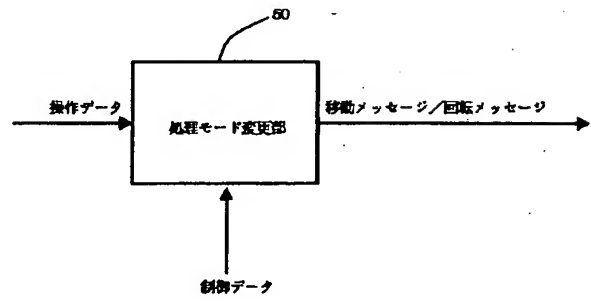 50
操作データ
処理モード変更部
移動メッセージ/回転メッセージ
制御データ